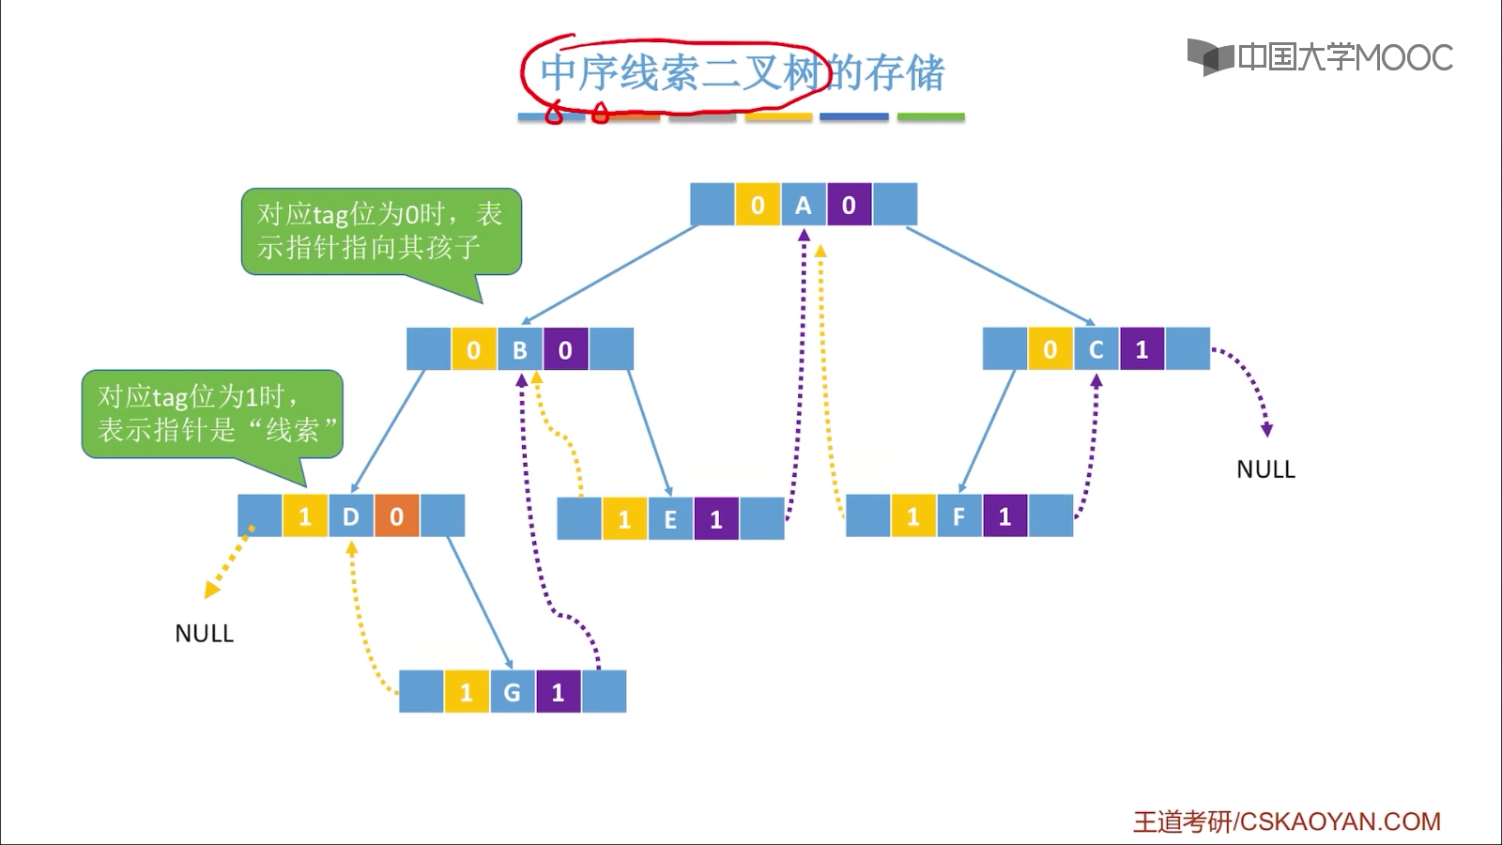 中序线索二叉树的存储
中国大学MOOC
0 A 0
对应tag位为0时，表
示指针指向其孩子
0 B 0
0 C 1
对应tag位为1时，
表示指针是“线索”
NULL
1 D 0
1 E 1
1 F 1
NULL
1 G 1
王道考研/CSKAOYAN.COM